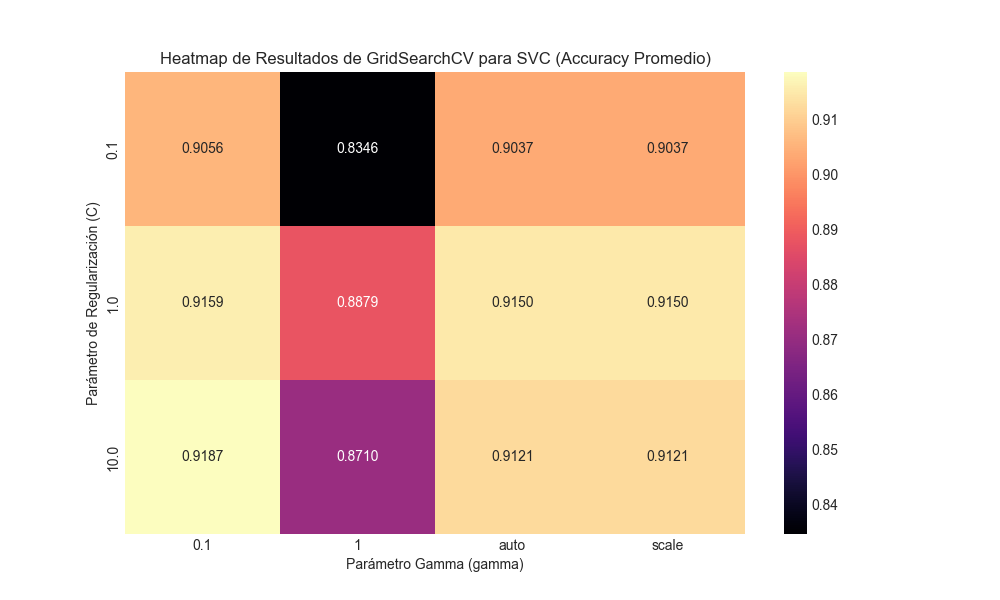 Heatmap de Resultados de GridSearchCV para SVC (Accuracy Promedio)
Parámetro de Regularización (C)
0.1
0.9056 0.8346 0.9037 0.9037
1.0
0.9159 0.8879 0.9150 0.9150
10.0
0.9187 0.8710 0.9121 0.9121
0.1 1 auto scale
Parámetro Gamma (gamma)
0.91
0.90
0.89
0.88
0.87
0.86
0.85
0.84